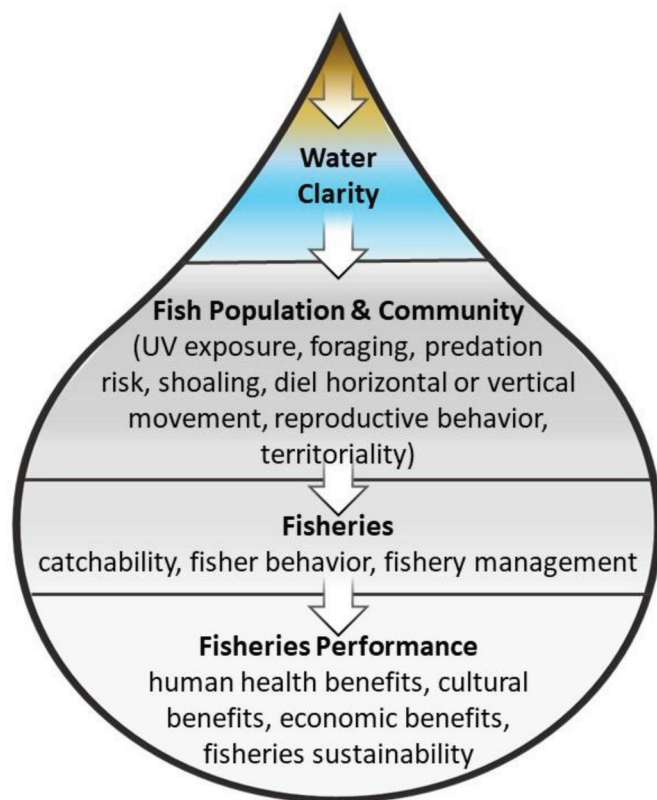 Water
Clarity
Fish Population & Community
(UV exposure, foraging, predation
risk, shoaling, diel horizontal or vertical
movement, reproductive behavior,
territoriality)
Fisheries
catchability, fisher behavior, fishery management
Fisheries Performance
human health benefits, cultural
benefits, economic benefits,
fisheries sustainability